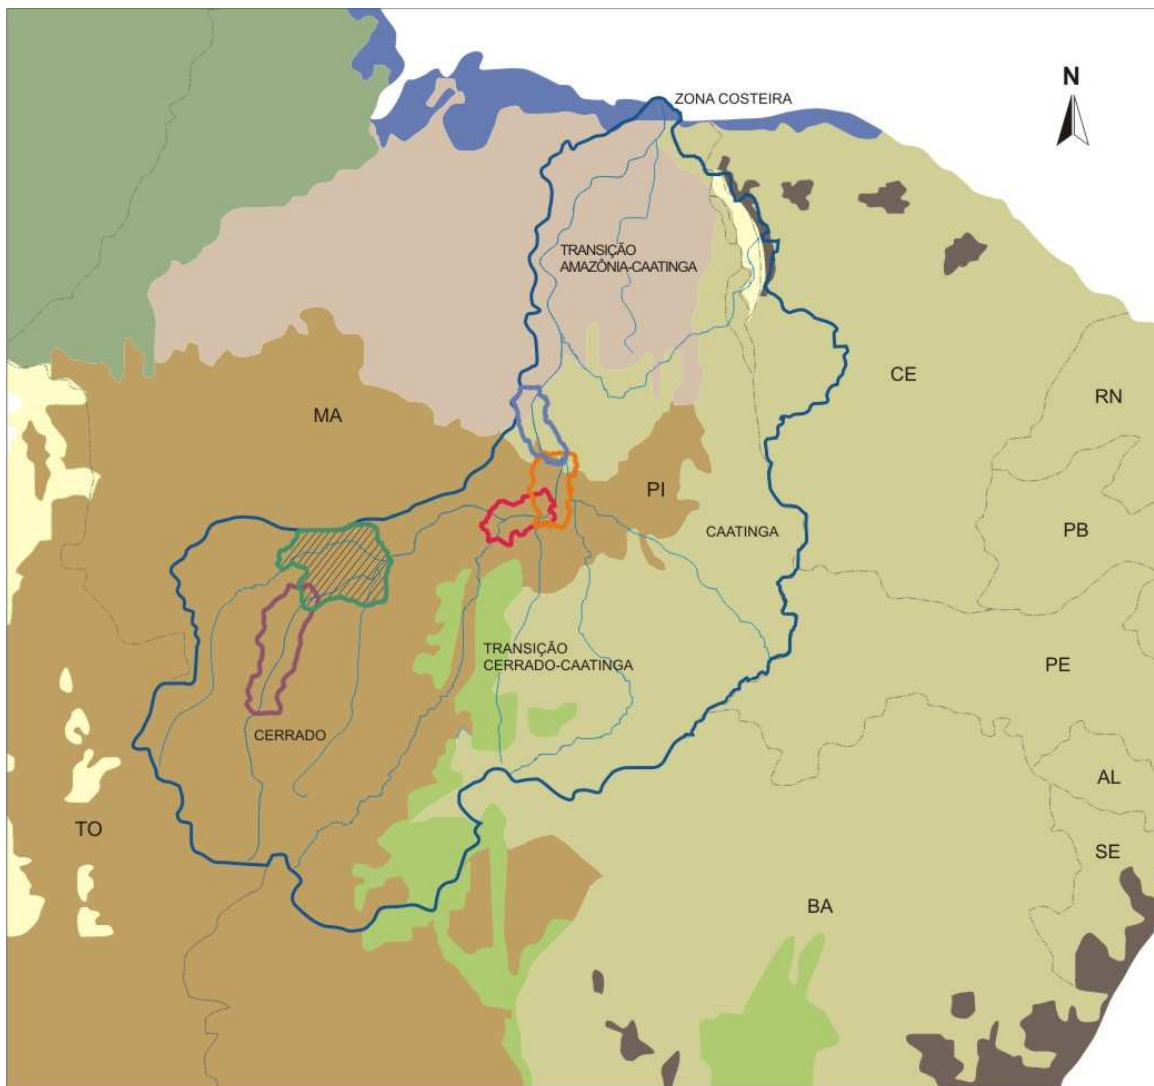 N
ZONA COSTEIRA
TRANSIÇÃO
AMAZÔNIA-CAATINGA
CE
RN
MA
PI
PB
CAATINGA
TRANSIÇÃO
CERRADO-CAATINGA
PE
CERRADO
AL
TO
SE
BA